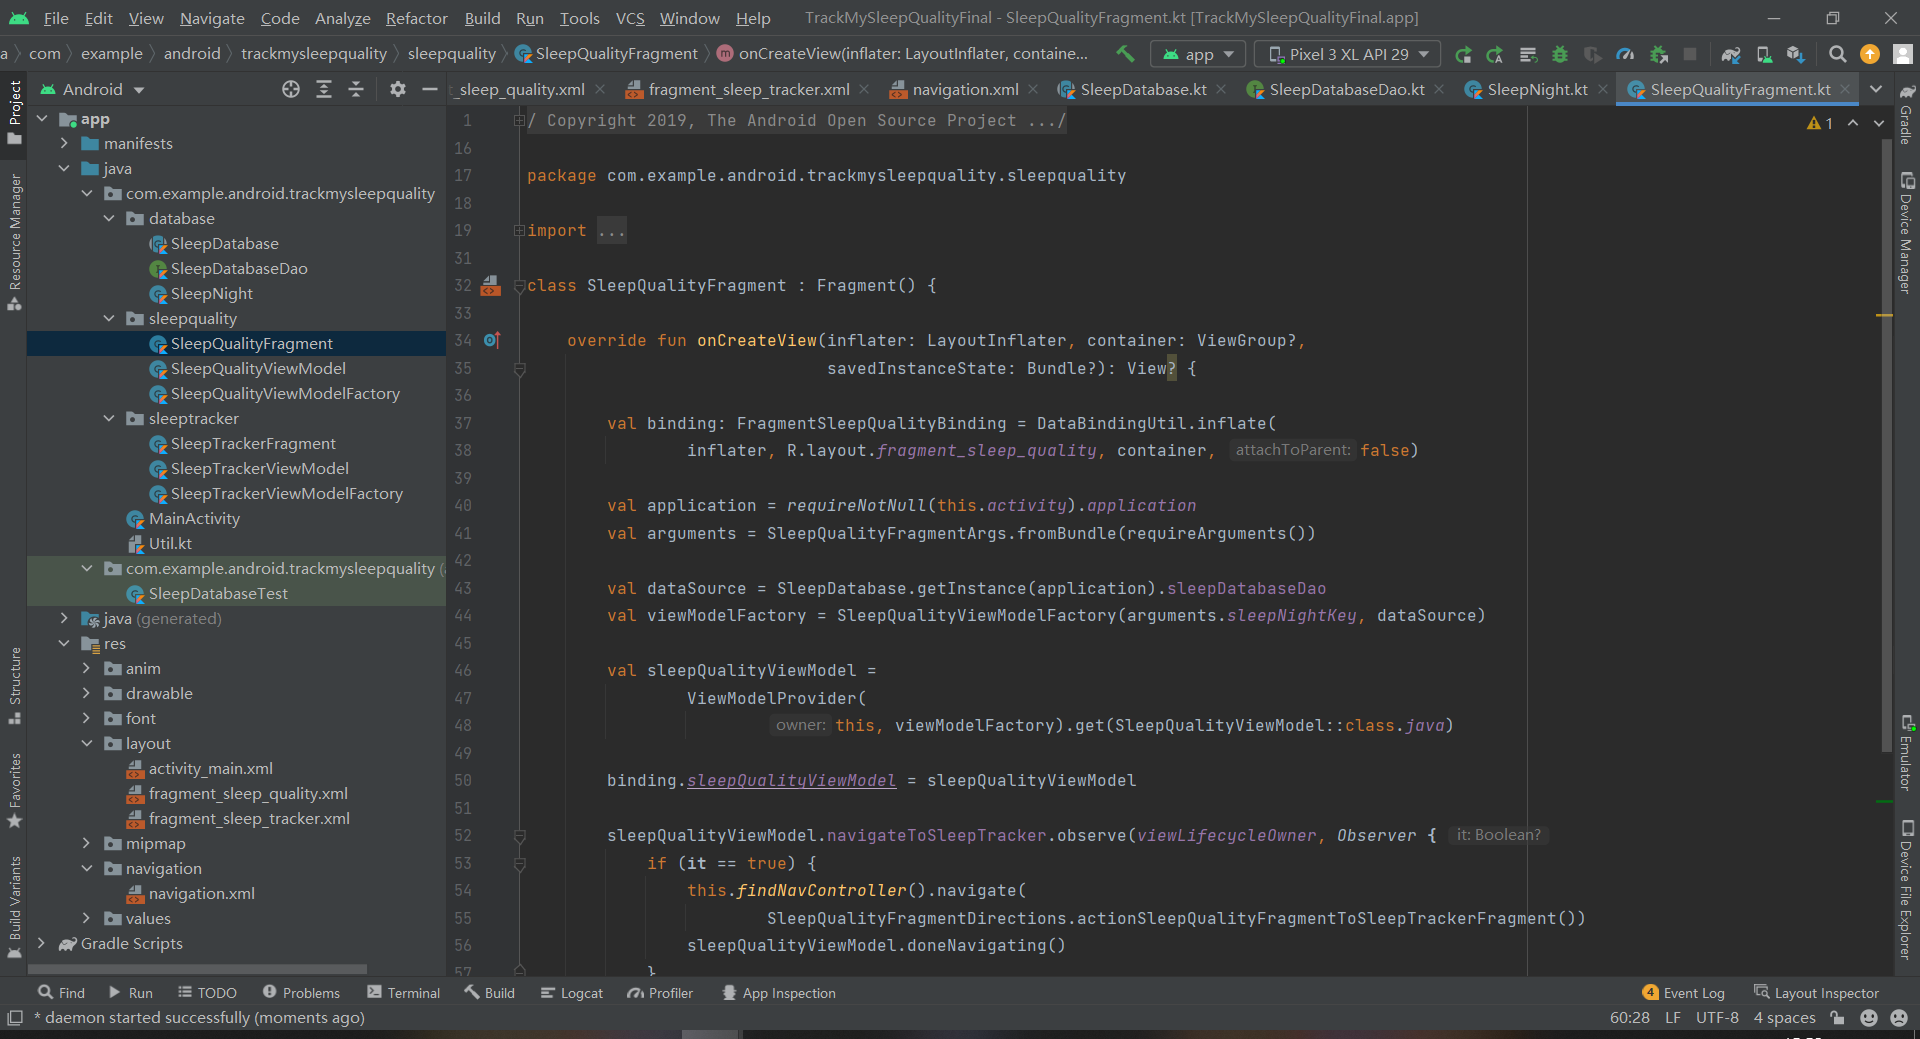 File Edit View Navigate Code Analyze Refactor Build Run Tools VCS Window Help TrackMySleepQualityFinal - SleepQualityFragment.kt [TrackMySleepQualityFinal.app]
a com example android trackmysleepquality sleepquality SleepQualityFragment onCreateView(inflater: LayoutInflater, containe... app Pixel 3 XL API 29
Android
t_sleep_quality.xml fragment_sleep_tracker.xml navigation.xml SleepDatabase.kt SleepDatabaseDao.kt SleepNight.kt SleepQualityFragment.kt
Project
Resource Manager
Structure
Favorites
Build Variants
app
manifests
java
com.example.android.trackmysleepquality
database
SleepDatabase
SleepDatabaseDao
SleepNight
sleepquality
SleepQualityFragment
SleepQualityViewModel
SleepQualityViewModelFactory
sleeptracker
SleepTrackerFragment
SleepTrackerViewModel
SleepTrackerViewModelFactory
MainActivity
Util.kt
com.example.android.trackmysleepquality (
SleepDatabaseTest
java (generated)
res
anim
drawable
font
layout
activity_main.xml
fragment_sleep_quality.xml
fragment_sleep_tracker.xml
mipmap
navigation
navigation.xml
values
Gradle Scripts
1 / Copyright 2019, The Android Open Source Project .../
16
17 package com.example.android.trackmysleepquality.sleepquality
18
19 import ...
31
32 class SleepQualityFragment : Fragment() {
33
34 override fun onCreateView(inflater: LayoutInflater, container: ViewGroup?,
35 savedInstanceState: Bundle?): View? {
36
37 val binding: FragmentSleepQualityBinding = DataBindingUtil.inflate(
38 inflater, R.layout.fragment_sleep_quality, container, attachToParent: false)
39
40 val application = requireNotNull(this.activity).application
41 val arguments = SleepQualityFragmentArgs.fromBundle(requireArguments())
42
43 val dataSource = SleepDatabase.getInstance(application).sleepDatabaseDao
44 val viewModelFactory = SleepQualityViewModelFactory(arguments.sleepNightKey, dataSource)
45
46 val sleepQualityViewModel =
47 ViewModelProvider(
48 owner: this, viewModelFactory).get(SleepQualityViewModel::class.java)
49
50 binding.sleepQualityViewModel = sleepQualityViewModel
51
52 sleepQualityViewModel.navigateToSleepTracker.observe(viewLifecycleOwner, Observer { it: Boolean?
53 if (it == true) {
54 this.findNavController().navigate(
55 SleepQualityFragmentDirections.actionSleepQualityFragmentToSleepTrackerFragment())
56 sleepQualityViewModel.doneNavigating()
57 }
1
Gradle
Device Manager
Emulator
Device File Explorer
Find Run TODO Problems Terminal Build Logcat Profiler App Inspection 4 Event Log Layout Inspector
* daemon started successfully (moments ago) 60:28 LF UTF-8 4 spaces